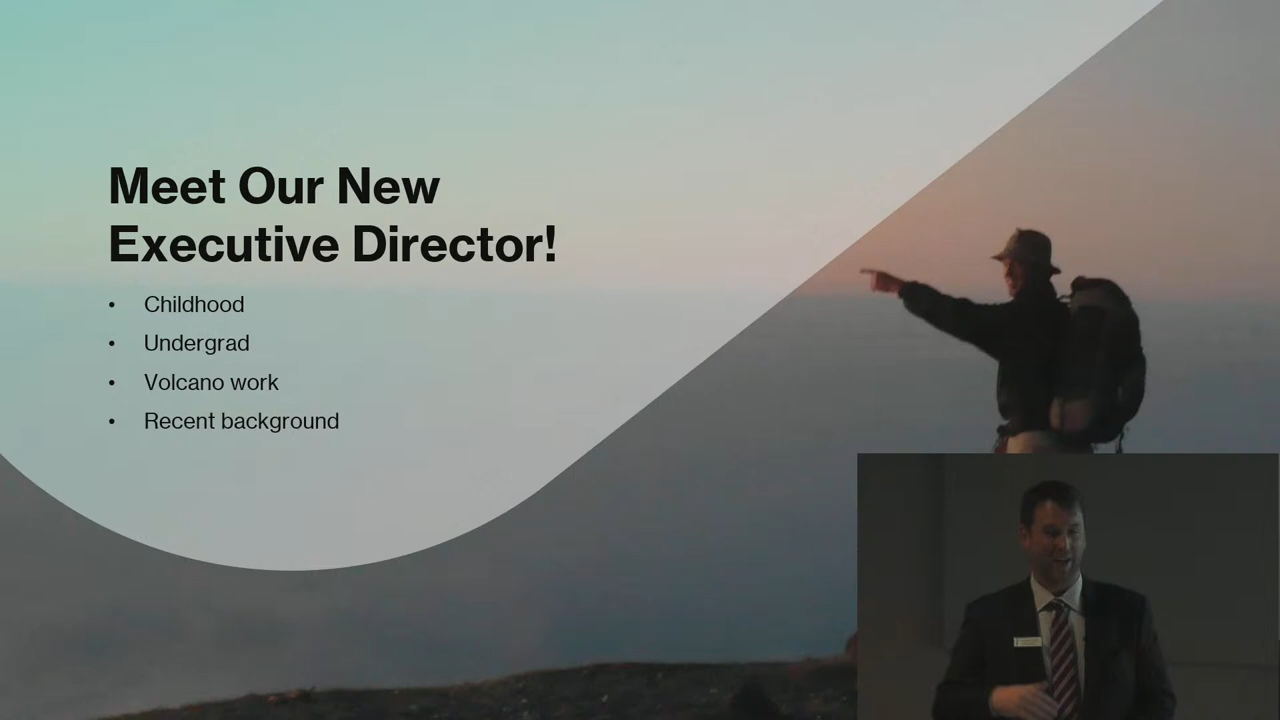 Meet Our New
Executive Director!
• Childhood
• Undergrad
• Volcano work
• Recent background